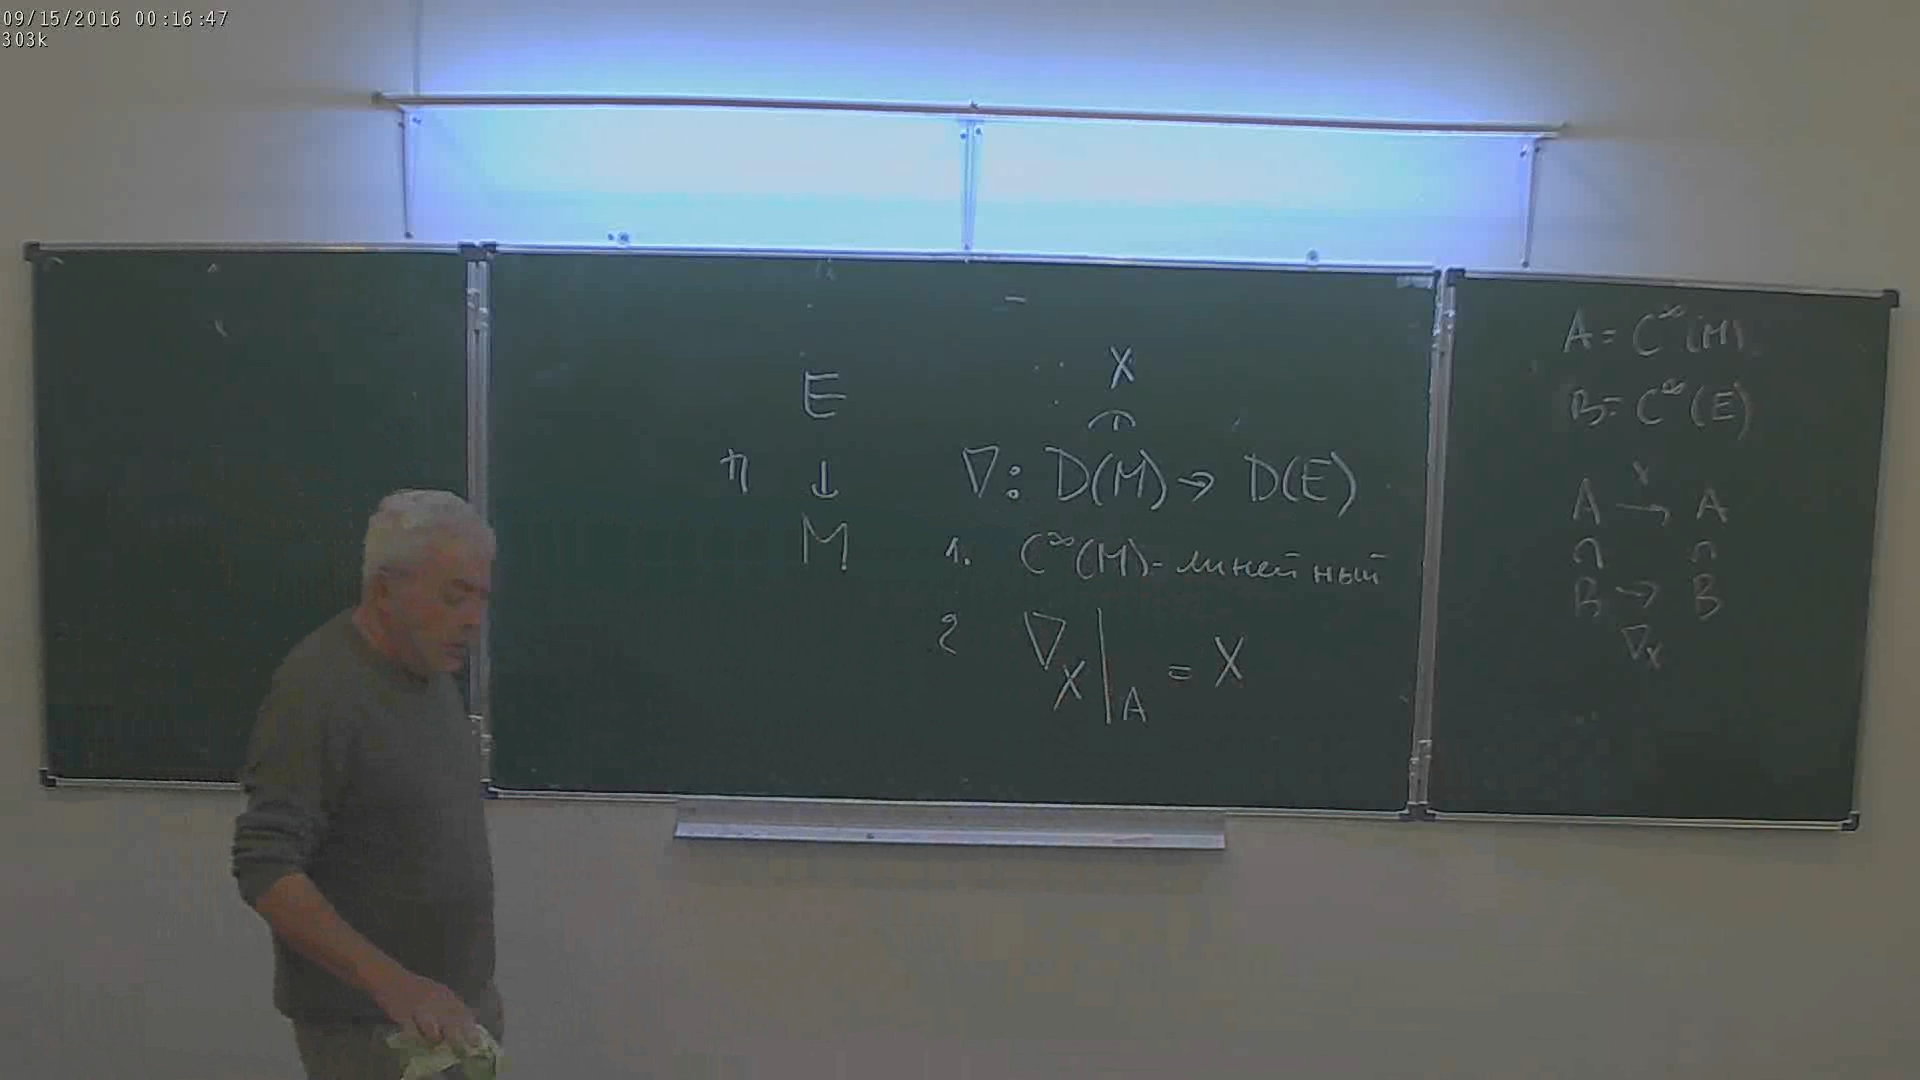 09/15/2016 00:16:47
303k
E
π ↓
M
X
∩
∇: D(M) → D(E)
1. C^∞(M)-линейный
2 ∇_X|_A = X
A = C^∞(M)
B = C^∞(E)
X
A → A
∩ ∩
B → B
∇_X